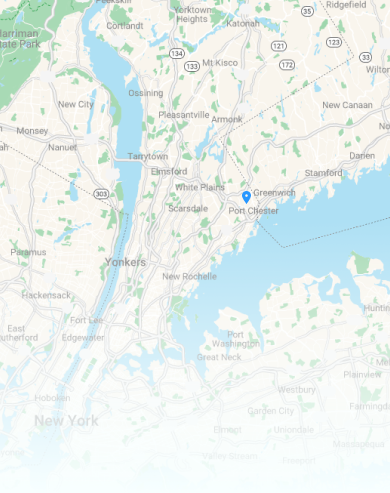 Peekskill
Ridgefield
Yorktown
Heights
35
Harriman
State Park
Cortlandt
Katonah
134
121
123
133
Mt Kisco
172
33
Wilton
Ossining
New City
New Canaan
Pleasantville
Armonk
Monsey
Nanuet
Darien
Tarrytown
Elmsford
Stamford
White Plains
Greenwich
303
Scarsdale
Port Chester
Paramus
Yonkers
New Rochelle
Hackensack
Fort Lee
East
Rutherford
Edgewater
Port
Washington
Great Neck
Plainview
Westbury
Hoboken
Garden City
Farmingda
New York
Elmont
Uniondale
Massapequa
Valley Stream
Freeport